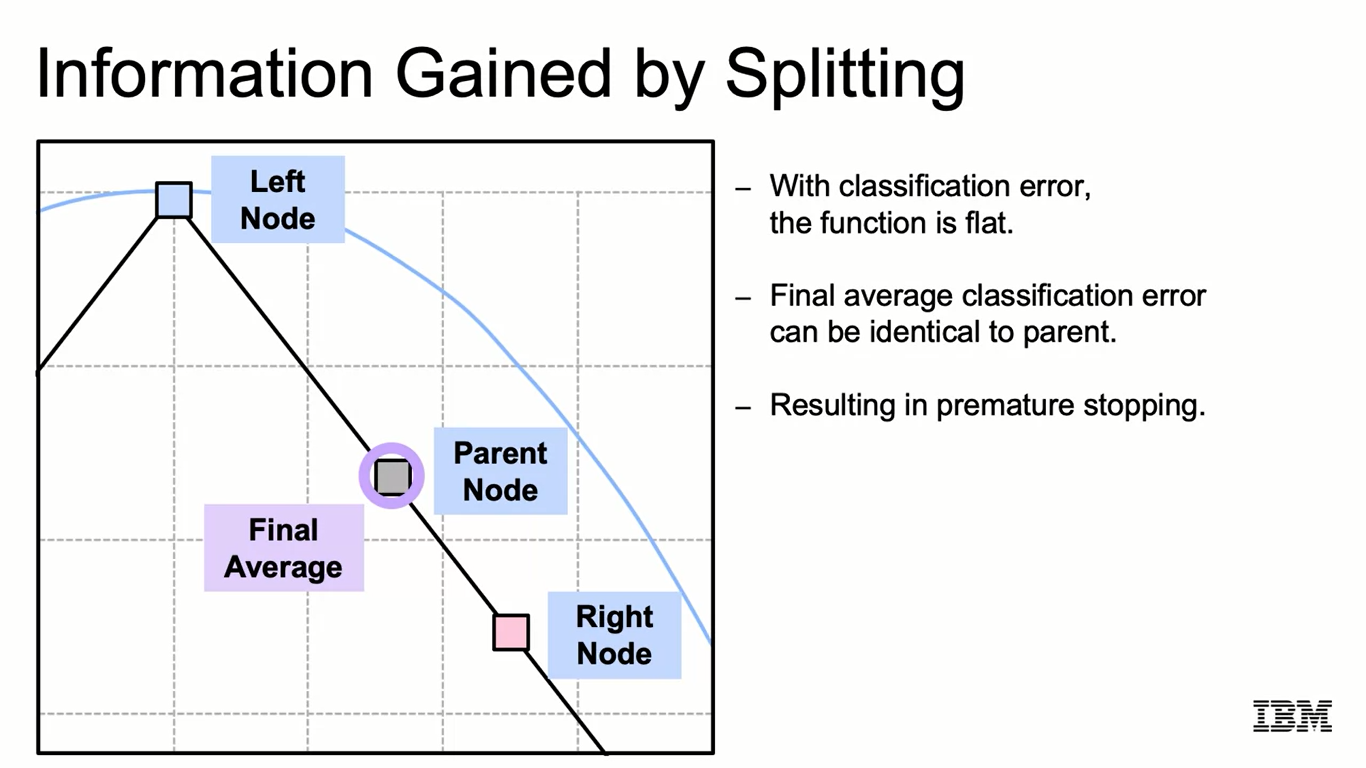 Information Gained by Splitting
Left
Node
Parent
Node
Final
Average
Right
Node
– With classification error,
the function is flat.
– Final average classification error
can be identical to parent.
– Resulting in premature stopping.
IBM